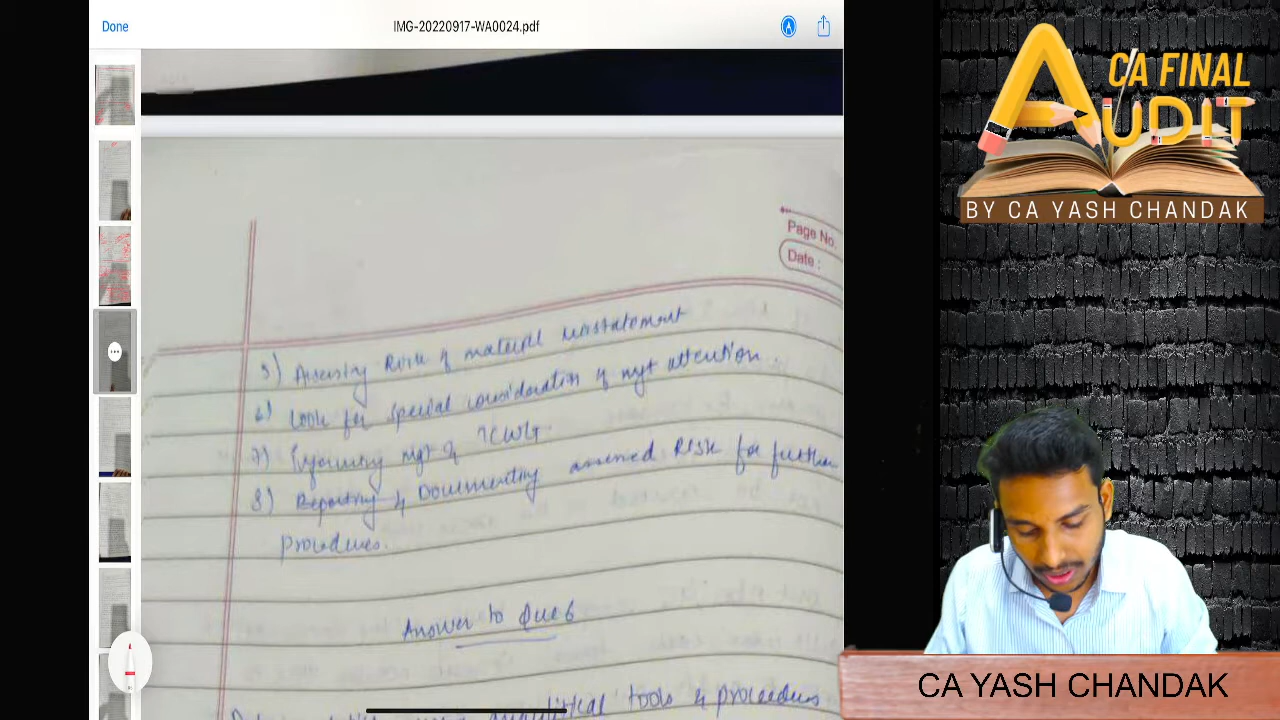 Done
IMG-20220917-WA0024.pdf
CA FINAL
AUDIT
BY CA YASH CHANDAK
Page No.
Date :
5) Assessing Risk of material misstatement
6) Look for special consideration of mgt attention.
7) Informing mgt & TCWG.
8) Reporting & Documenting assessed Risk for further
procedures.
Answer to Que 6
analytical tools & procedures
CA YASH CHANDAK